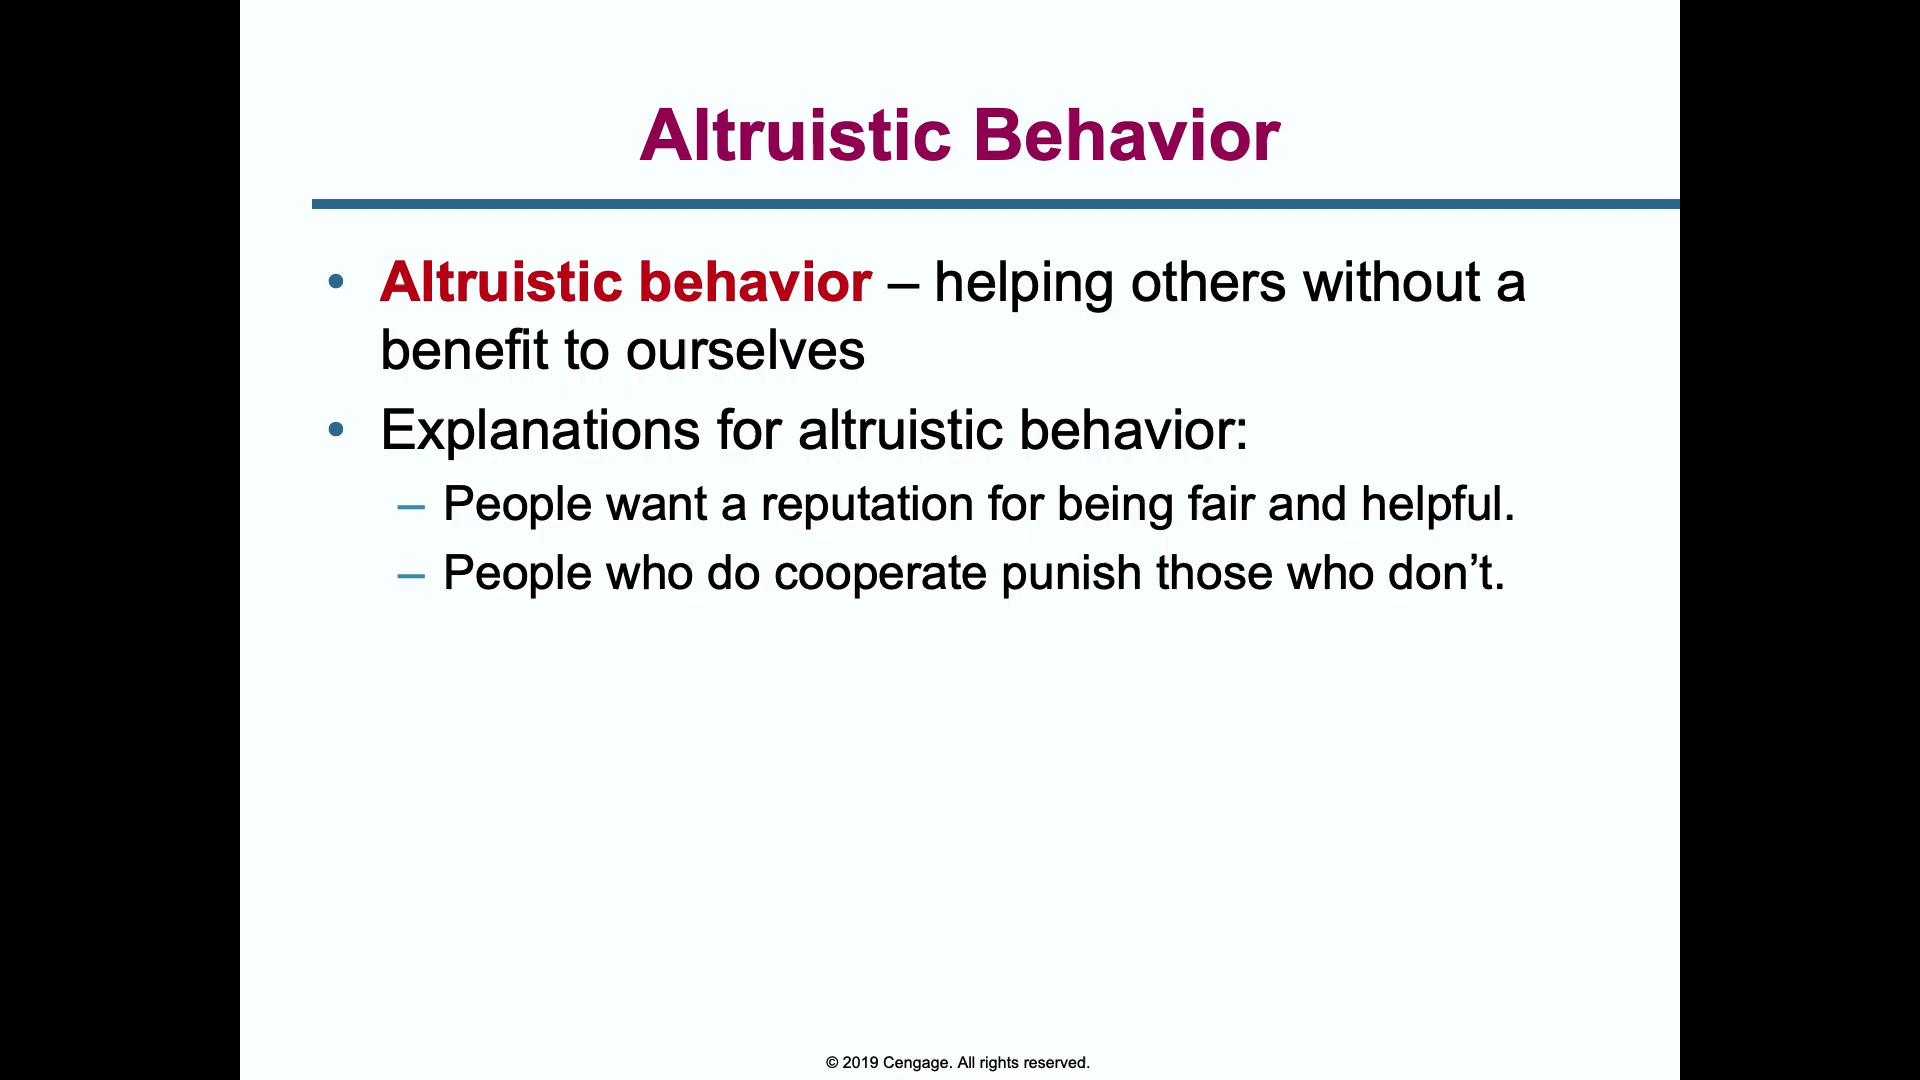 Altruistic Behavior
• Altruistic behavior – helping others without a
benefit to ourselves
• Explanations for altruistic behavior:
– People want a reputation for being fair and helpful.
– People who do cooperate punish those who don’t.
© 2019 Cengage. All rights reserved.